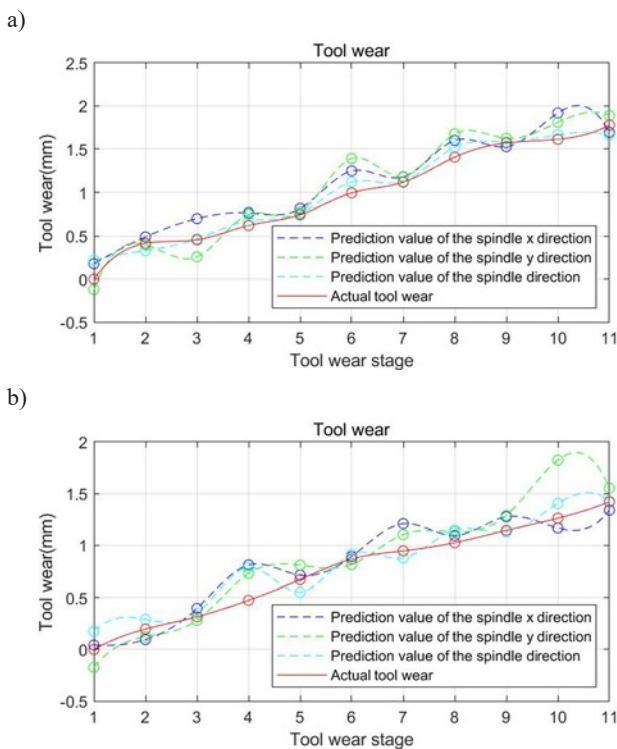 a)
Tool wear
2.5
2
1.5
1
0.5
0
-0.5
Tool wear(mm)
Prediction value of the spindle x direction
Prediction value of the spindle y direction
Prediction value of the spindle direction
Actual tool wear
1 2 3 4 5 6 7 8 9 10 11
Tool wear stage
b)
Tool wear
2
1.5
1
0.5
0
-0.5
Tool wear(mm)
Prediction value of the spindle x direction
Prediction value of the spindle y direction
Prediction value of the spindle direction
Actual tool wear
1 2 3 4 5 6 7 8 9 10 11
Tool wear stage